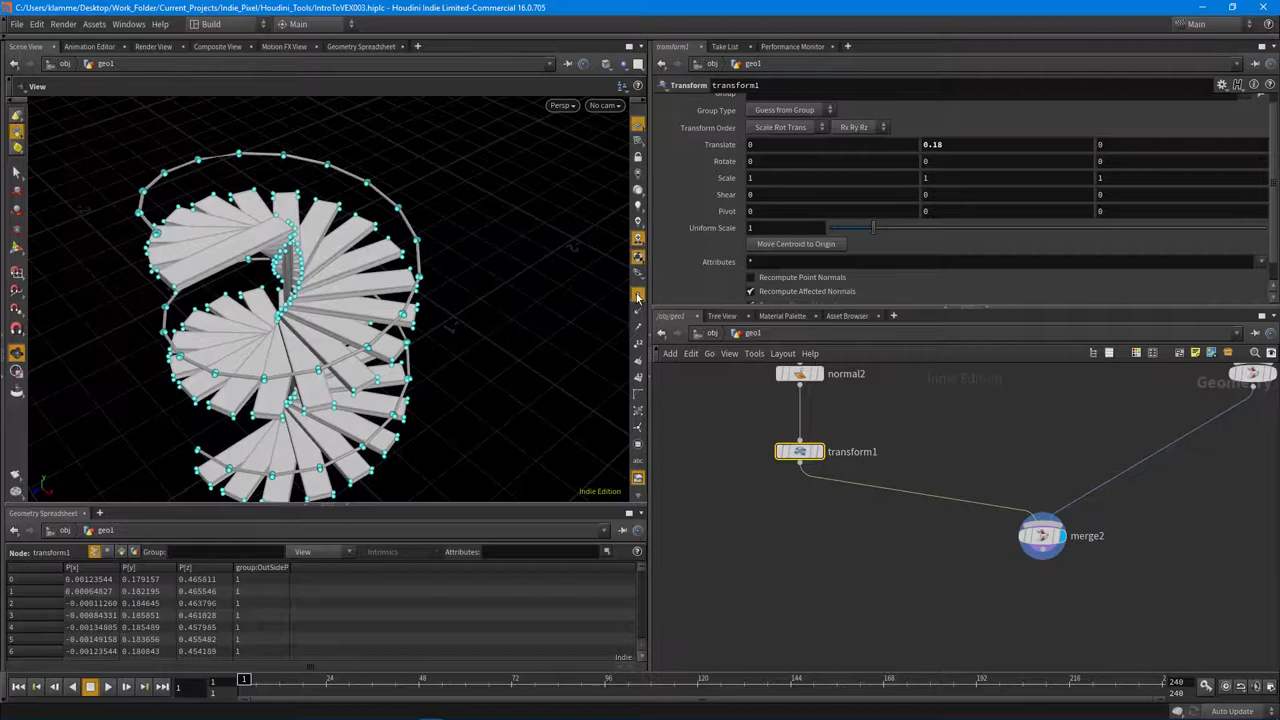 C:/Users/klamme/Desktop/Work_Folder/Current_Projects/Indie_Pixel/Houdini_Tools/IntroToVEX003.hiplc - Houdini Indie Limited-Commercial 16.0.705
File Edit Render Assets Windows Help Build Main Main
Scene View Animation Editor Render View Composite View Motion FX View Geometry Spreadsheet
obj geo1
View
Persp No cam
Indie Edition
abc
Geometry Spreadsheet
obj geo1
Node: transform1 Group: View Intrinsics Attributes:
P[x] P[y] P[z] group:OutSideP
0 0.00123544 0.179157 0.465811 1
1 0.00064827 0.182195 0.465546 1
2 -0.00011260 0.184645 0.463796 1
3 -0.00084331 0.185851 0.461028 1
4 -0.00134805 0.185489 0.457985 1
5 -0.00149158 0.183656 0.455482 1
6 -0.00123544 0.180843 0.454189 1
Indie
transform1 Take List Performance Monitor
obj geo1
Transform transform1
Group
Group Type Guess from Group
Transform Order Scale Rot Trans Rx Ry Rz
Translate 0 0.18 0
Rotate 0 0 0
Scale 1 1 1
Shear 0 0 0
Pivot 0 0 0
Uniform Scale 1
Move Centroid to Origin
Attributes *
Recompute Point Normals
Recompute Affected Normals
/obj/geo1 Tree View Material Palette Asset Browser
obj geo1
Add Edit Go View Tools Layout Help
normal2
Indie Edition
transform1
merge2
1 1 1 1 24 48 72 96 120 144 168 192 216 2 240 240
Auto Update